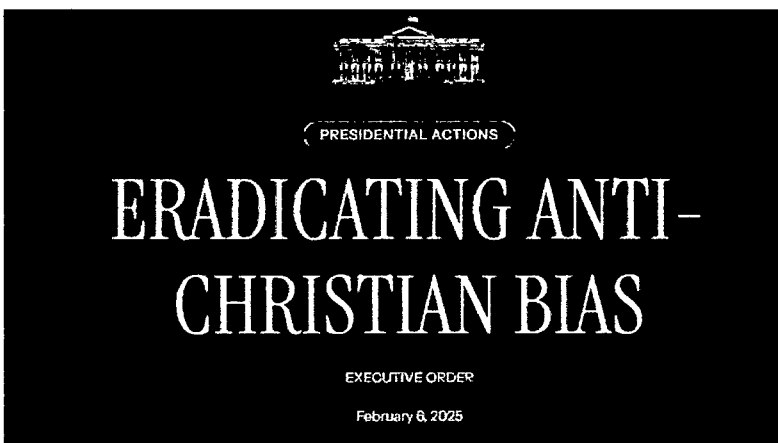 PRESIDENTIAL ACTIONS
ERADICATING ANTI-
CHRISTIAN BIAS
EXECUTIVE ORDER
February 6, 2025